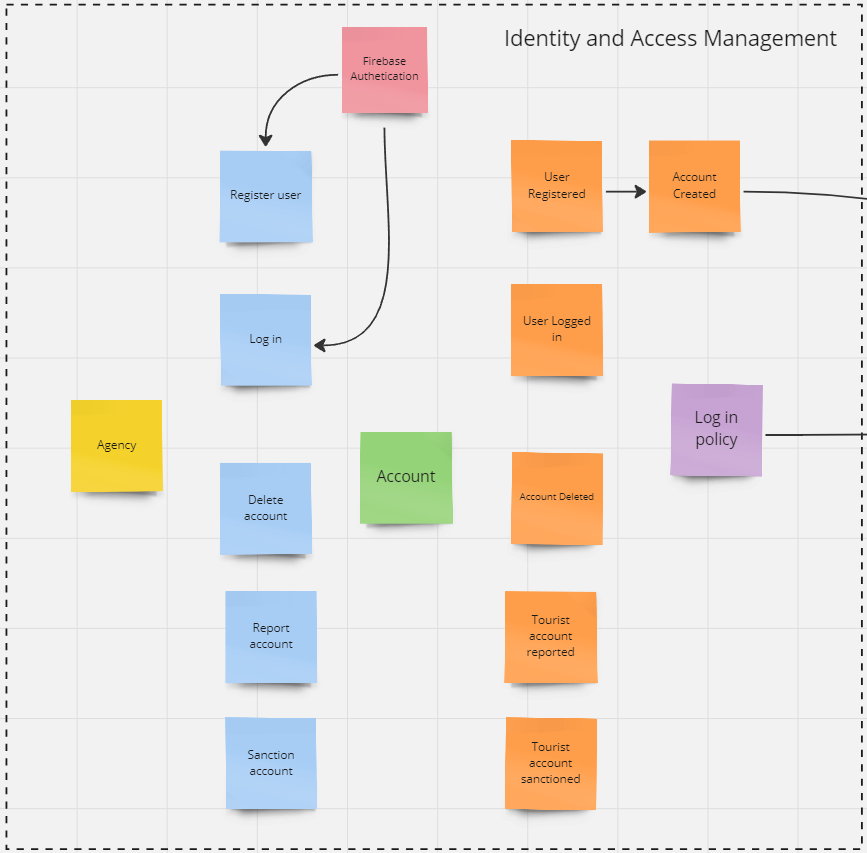 Identity and Access Management
Firebase
Authetication
Register user
User
Registered
Account
Created
Log in
User Logged
in
Agency
Log in
policy
Account
Delete
account
Account Deleted
Report
account
Tourist
account
reported
Sanction
account
Tourist
account
sanctioned